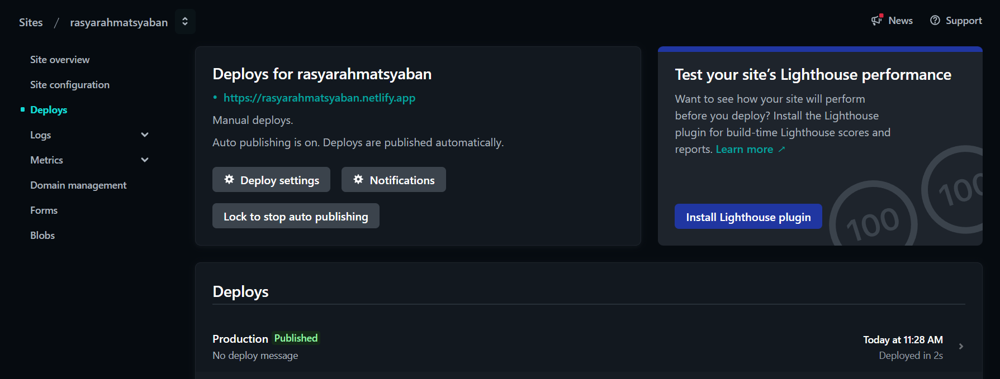 Sites / rasyarahmatsyaban
News
Support
Site overview
Site configuration
Deploys
Logs
Metrics
Domain management
Forms
Blobs
Deploys for rasyarahmatsyaban
https://rasyarahmatsyaban.netlify.app
Manual deploys.
Auto publishing is on. Deploys are published automatically.
Deploy settings
Notifications
Lock to stop auto publishing
Test your site’s Lighthouse performance
Want to see how your site will perform
before you deploy? Install the Lighthouse
plugin for build-time Lighthouse scores and
reports. Learn more ↗
Install Lighthouse plugin
100
100
Deploys
Production Published
No deploy message
Today at 11:28 AM
Deployed in 2s